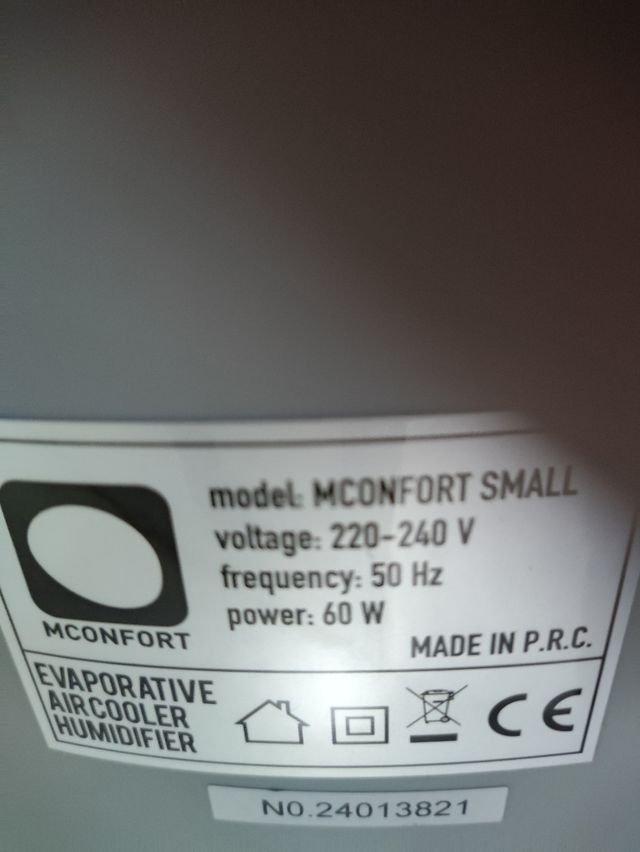 model: MCONFORT SMALL
voltage: 220-240 V
frequency: 50 Hz
power: 60 W
MCONFORT
MADE IN P.R.C.
EVAPORATIVE
AIRCOOLER
HUMIDIFIER
CE
NO.24013821